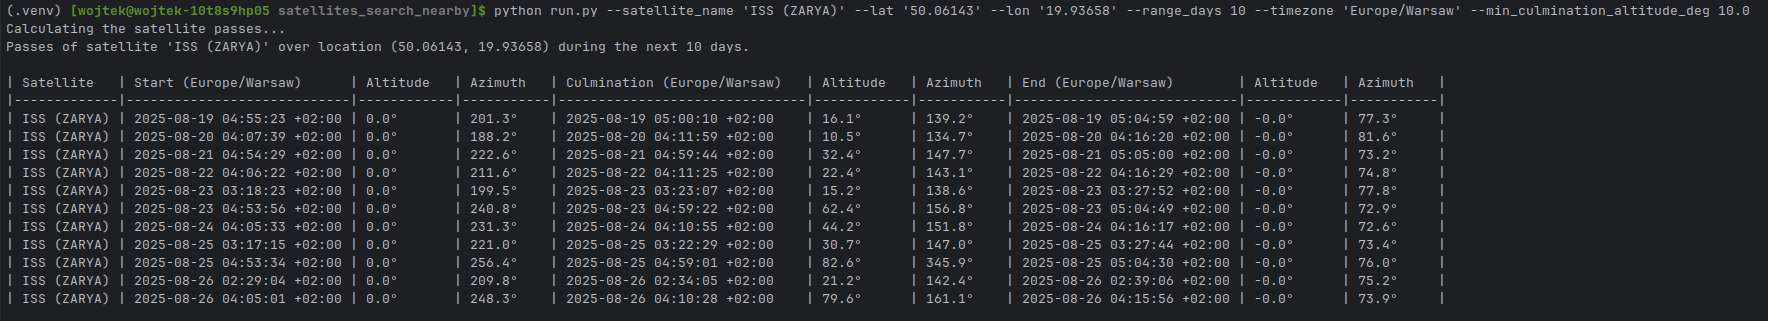 (.venv) [wojtek@wojtek-10t8s9hp05 satellites_search_nearby]$ python run.py --satellite_name 'ISS (ZARYA)' --lat '50.06143' --lon '19.93658' --range_days 10 --timezone 'Europe/Warsaw' --min_culmination_altitude_deg 10.0
Calculating the satellite passes...
Passes of satellite 'ISS (ZARYA)' over location (50.06143, 19.93658) during the next 10 days.
| Satellite   | Start (Europe/Warsaw)      | Altitude   | Azimuth   | Culmination (Europe/Warsaw)   | Altitude   | Azimuth   | End (Europe/Warsaw)        | Altitude   | Azimuth   |
|-------------|----------------------------|------------|-----------|-------------------------------|------------|-----------|----------------------------|------------|-----------|
| ISS (ZARYA) | 2025-08-19 04:55:23 +02:00 | 0.0°       | 201.3°    | 2025-08-19 05:00:10 +02:00    | 16.1°      | 139.2°    | 2025-08-19 05:04:59 +02:00 | -0.0°      | 77.3°     |
| ISS (ZARYA) | 2025-08-20 04:07:39 +02:00 | 0.0°       | 188.2°    | 2025-08-20 04:11:59 +02:00    | 10.5°      | 134.7°    | 2025-08-20 04:16:20 +02:00 | -0.0°      | 81.6°     |
| ISS (ZARYA) | 2025-08-21 04:54:29 +02:00 | 0.0°       | 222.6°    | 2025-08-21 04:59:44 +02:00    | 32.4°      | 147.7°    | 2025-08-21 05:05:00 +02:00 | -0.0°      | 73.2°     |
| ISS (ZARYA) | 2025-08-22 04:06:22 +02:00 | 0.0°       | 211.6°    | 2025-08-22 04:11:25 +02:00    | 22.4°      | 143.1°    | 2025-08-22 04:16:29 +02:00 | -0.0°      | 74.8°     |
| ISS (ZARYA) | 2025-08-23 03:18:23 +02:00 | 0.0°       | 199.5°    | 2025-08-23 03:23:07 +02:00    | 15.2°      | 138.6°    | 2025-08-23 03:27:52 +02:00 | -0.0°      | 77.8°     |
| ISS (ZARYA) | 2025-08-23 04:53:56 +02:00 | 0.0°       | 240.8°    | 2025-08-23 04:59:22 +02:00    | 62.4°      | 156.8°    | 2025-08-23 05:04:49 +02:00 | -0.0°      | 72.9°     |
| ISS (ZARYA) | 2025-08-24 04:05:33 +02:00 | 0.0°       | 231.3°    | 2025-08-24 04:10:55 +02:00    | 44.2°      | 151.8°    | 2025-08-24 04:16:17 +02:00 | -0.0°      | 72.6°     |
| ISS (ZARYA) | 2025-08-25 03:17:15 +02:00 | 0.0°       | 221.0°    | 2025-08-25 03:22:29 +02:00    | 30.7°      | 147.0°    | 2025-08-25 03:27:44 +02:00 | -0.0°      | 73.4°     |
| ISS (ZARYA) | 2025-08-25 04:53:34 +02:00 | 0.0°       | 256.4°    | 2025-08-25 04:59:01 +02:00    | 82.6°      | 345.9°    | 2025-08-25 05:04:30 +02:00 | -0.0°      | 76.0°     |
| ISS (ZARYA) | 2025-08-26 02:29:04 +02:00 | 0.0°       | 209.8°    | 2025-08-26 02:34:05 +02:00    | 21.2°      | 142.4°    | 2025-08-26 02:39:06 +02:00 | -0.0°      | 75.2°     |
| ISS (ZARYA) | 2025-08-26 04:05:01 +02:00 | 0.0°       | 248.3°    | 2025-08-26 04:10:28 +02:00    | 79.6°      | 161.1°    | 2025-08-26 04:15:56 +02:00 | -0.0°      | 73.9°     |